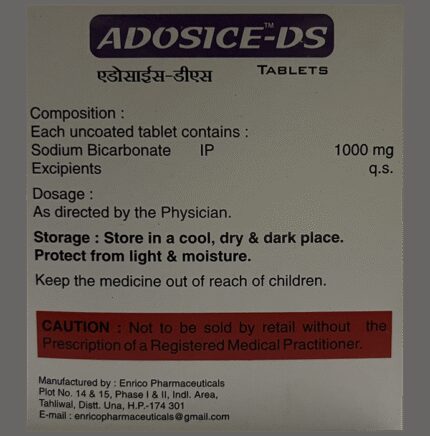 ADOSICE™-DS
एडोसाईस-डीएस TABLETS
Composition :
Each uncoated tablet contains :
Sodium Bicarbonate IP 1000 mg
Excipients q.s.
Dosage :
As directed by the Physician.
Storage : Store in a cool, dry & dark place.
Protect from light & moisture.
Keep the medicine out of reach of children.
CAUTION : Not to be sold by retail without the
Prescription of a Registered Medical Practitioner.
Manufactured by : Enrico Pharmaceuticals
Plot No. 14 & 15, Phase I & II, Indl. Area,
Tahliwal, Distt. Una, H.P.-174 301
E-mail : enricopharmaceuticals@gmail.com